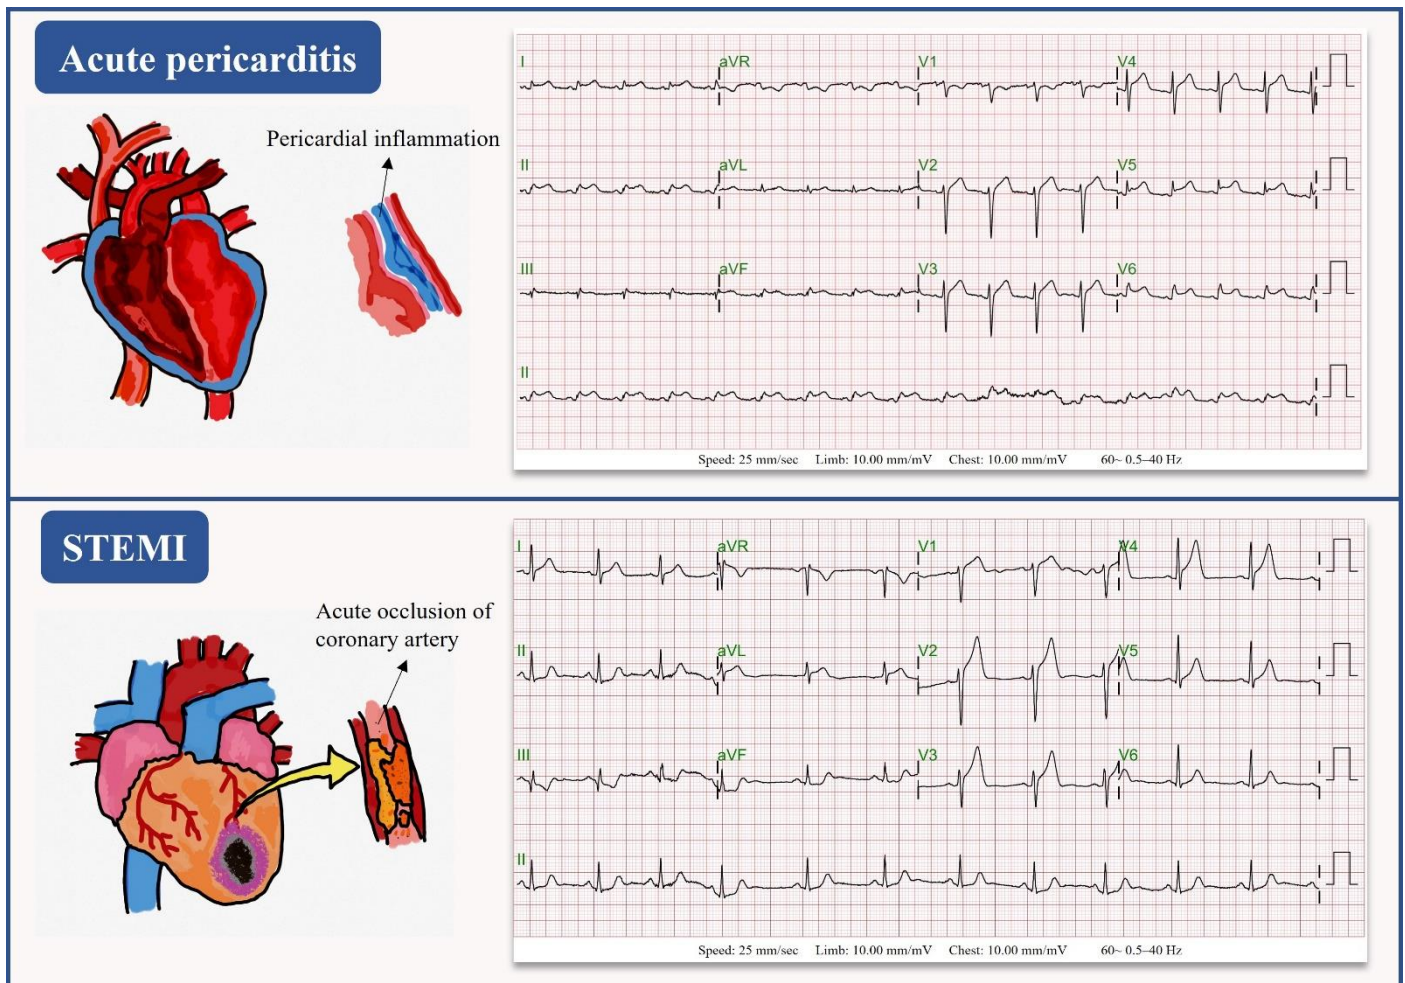 Acute pericarditis
Pericardial inflammation
I aVR V1 V4
II aVL V2 V5
III aVF V3 V6
II
Speed: 25 mm/sec Limb: 10.00 mm/mV Chest: 10.00 mm/mV 60~ 0.5–40 Hz
STEMI
Acute occlusion of
coronary artery
I aVR V1 V4
II aVL V2 V5
III aVF V3 V6
II
Speed: 25 mm/sec Limb: 10.00 mm/mV Chest: 10.00 mm/mV 60~ 0.5–40 Hz